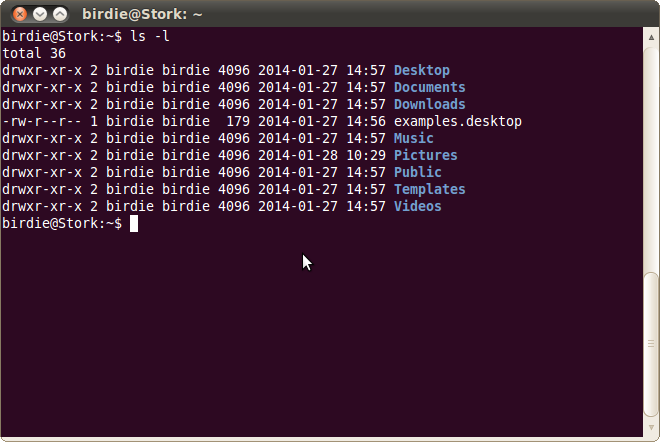 birdie@Stork: ~
birdie@Stork:~$ ls -l
total 36
drwxr-xr-x 2 birdie birdie 4096 2014-01-27 14:57 Desktop
drwxr-xr-x 2 birdie birdie 4096 2014-01-27 14:57 Documents
drwxr-xr-x 2 birdie birdie 4096 2014-01-27 14:57 Downloads
-rw-r--r-- 1 birdie birdie  179 2014-01-27 14:56 examples.desktop
drwxr-xr-x 2 birdie birdie 4096 2014-01-27 14:57 Music
drwxr-xr-x 2 birdie birdie 4096 2014-01-28 10:29 Pictures
drwxr-xr-x 2 birdie birdie 4096 2014-01-27 14:57 Public
drwxr-xr-x 2 birdie birdie 4096 2014-01-27 14:57 Templates
drwxr-xr-x 2 birdie birdie 4096 2014-01-27 14:57 Videos
birdie@Stork:~$